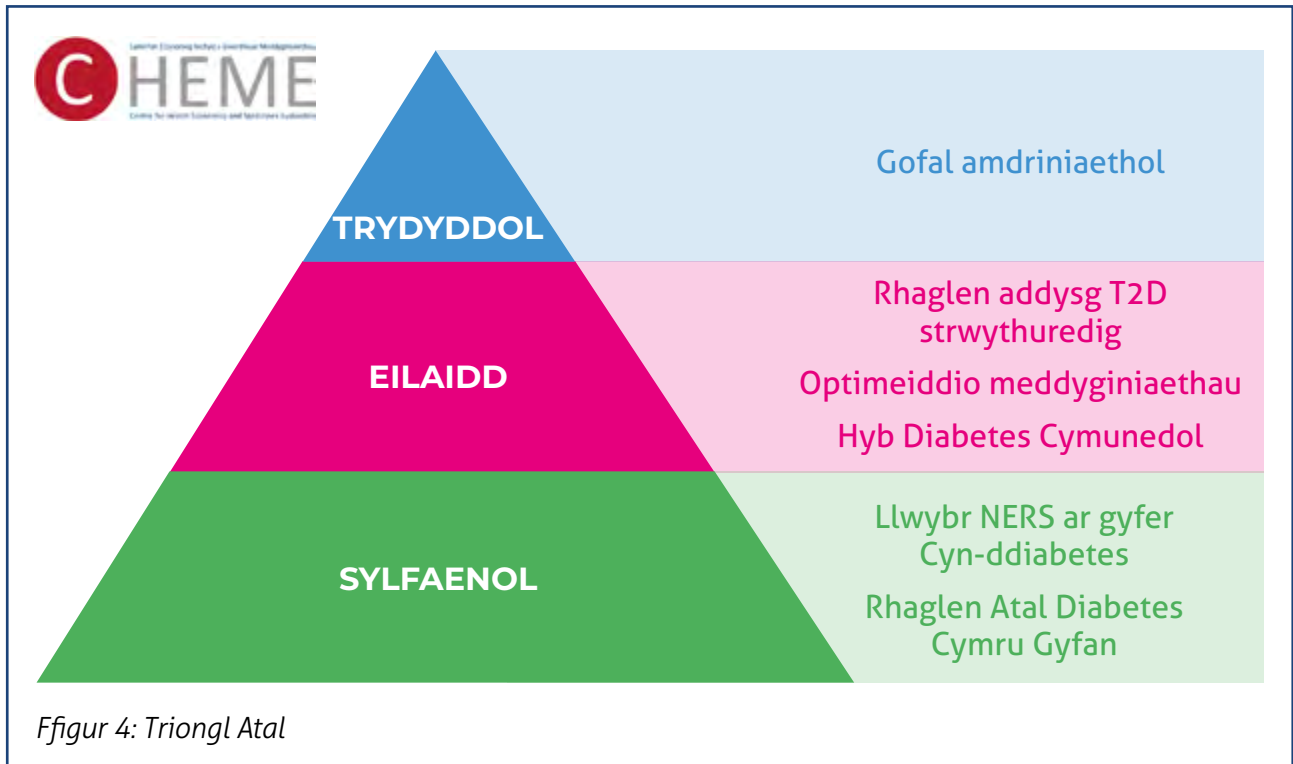 C HEME
TRYDYDDOL
Gofal amdriniaethol
EILAIDD
Rhaglen addysg T2D
strwythuredig
Optimeiddio meddyginiaethau
Hyb Diabetes Cymunedol
SYLFAENOL
Llwybr NERS ar gyfer
Cyn-ddiabetes
Rhaglen Atal Diabetes
Cymru Gyfan
Ffigur 4: Triongl Atal